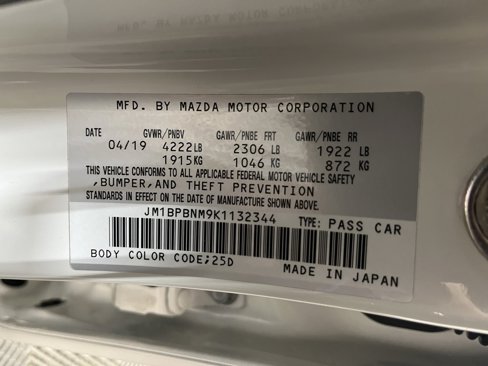 MFD. BY MAZDA MOTOR CORPORATION
DATE GVWR/PNBV GAWR/PNBE FRT GAWR/PNBE RR
04/19 4222LB 2306 LB 1922 LB
1915KG 1046 KG 872 KG
THIS VEHICLE CONFORMS TO ALL APPLICABLE FEDERAL MOTOR VEHICLE SAFETY
,BUMPER,AND THEFT PREVENTION
STANDARDS IN EFFECT ON THE DATE OF MANUFACTURE SHOWN ABOVE.
JM1BPBNM9K1132344 TYPE: PASS CAR
BODY COLOR CODE;25D
MADE IN JAPAN